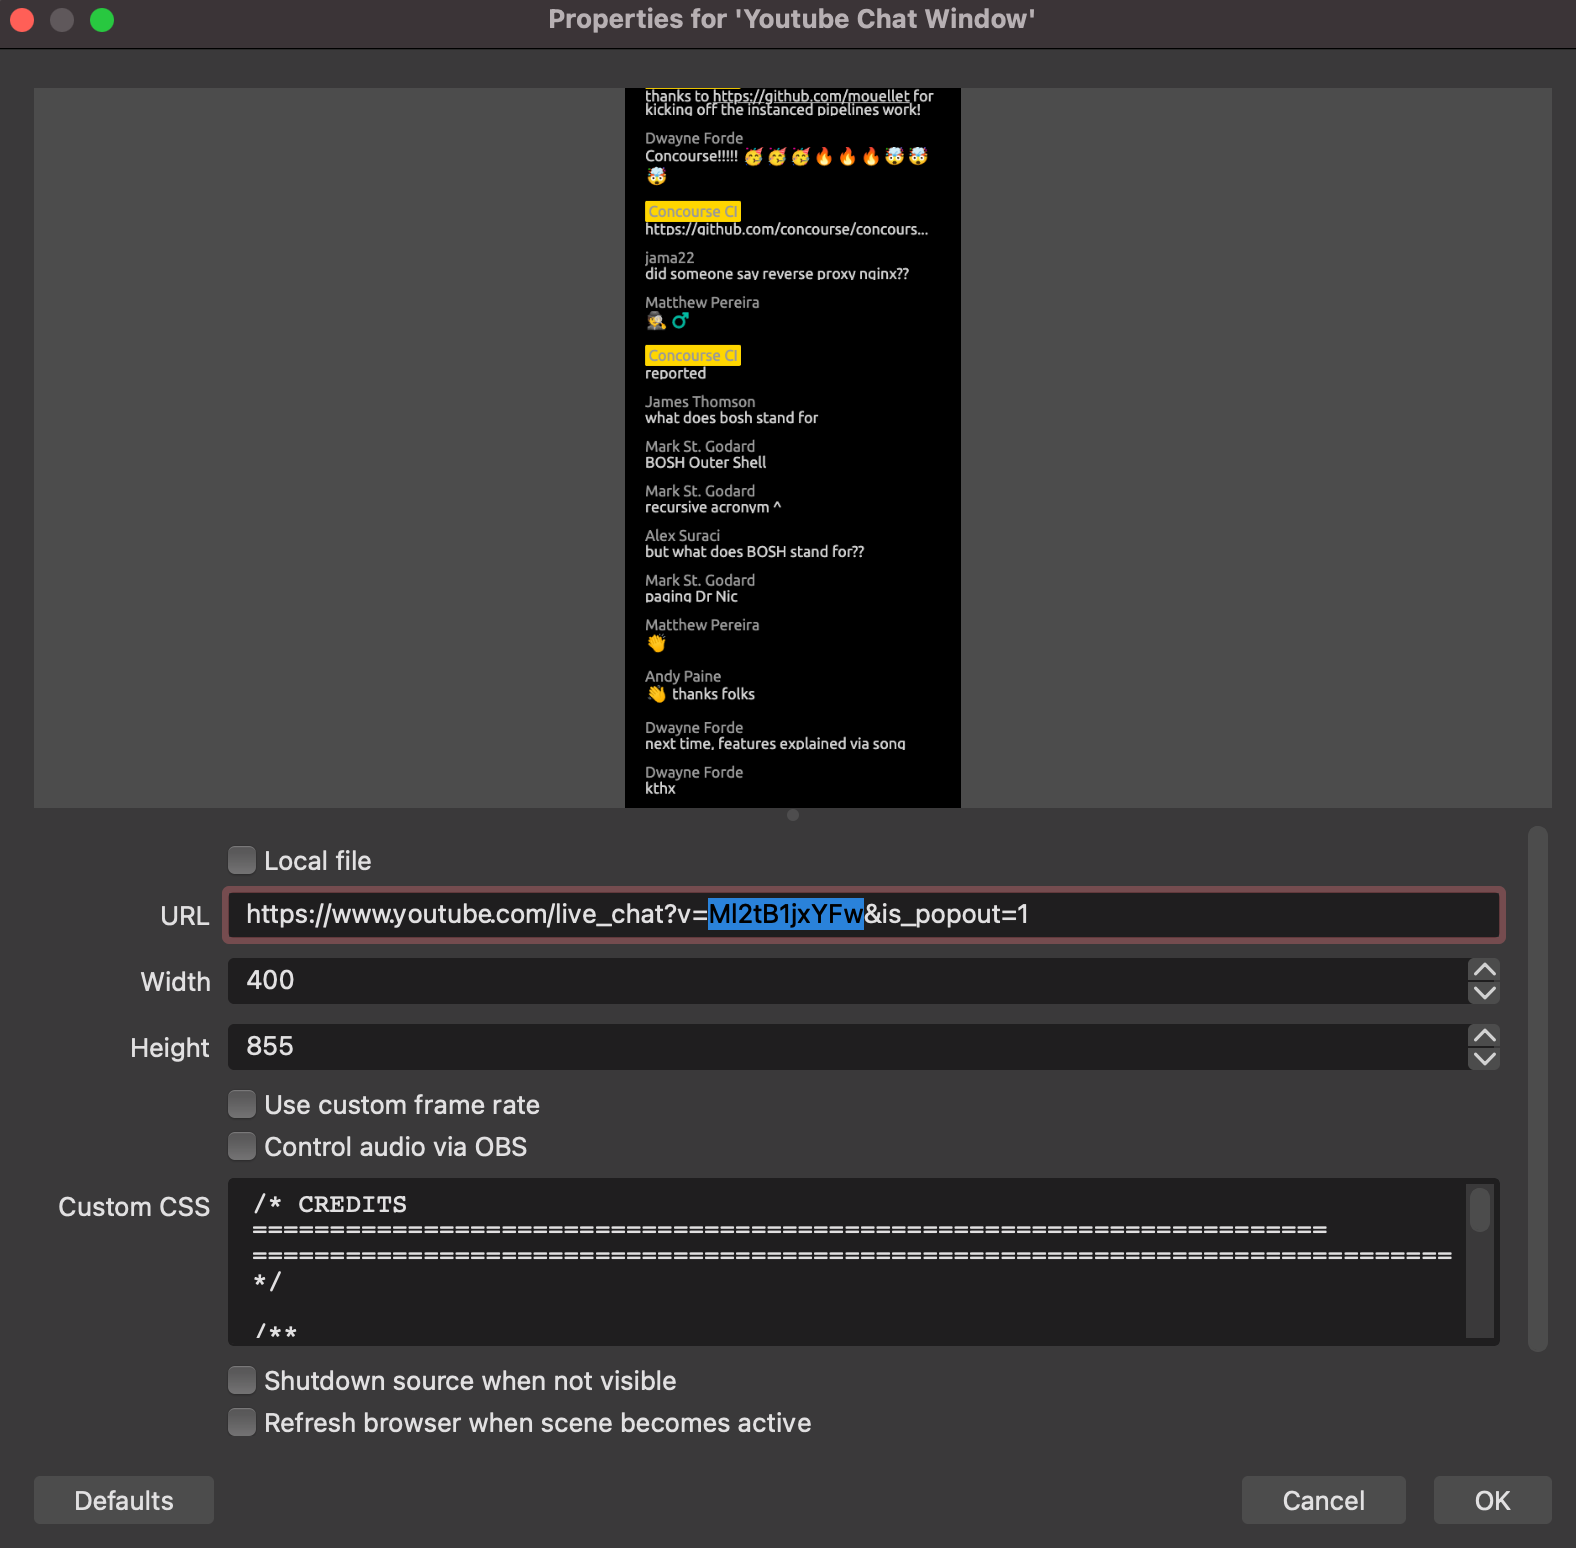 Properties for 'Youtube Chat Window'
thanks to https://github.com/mouellet for
kicking off the instanced pipelines work!
Dwayne Forde
Concourse!!!!! 🥳🥳🥳🔥🔥🔥🤯🤯
🤯
Concourse CI
https://github.com/concourse/concours...
jama22
did someone say reverse proxy nginx??
Matthew Pereira
🕵️♂
Concourse CI
reported
James Thomson
what does bosh stand for
Mark St. Godard
BOSH Outer Shell
Mark St. Godard
recursive acronym ^
Alex Suraci
but what does BOSH stand for??
Mark St. Godard
paging Dr Nic
Matthew Pereira
👏
Andy Paine
👋 thanks folks
Dwayne Forde
next time, features explained via song
Dwayne Forde
kthx
Local file
URL https://www.youtube.com/live_chat?v=Ml2tB1jxYFw&is_popout=1
Width 400
Height 855
Use custom frame rate
Control audio via OBS
Custom CSS /* CREDITS
======================================================================
==============================================================================
*/
/**
Shutdown source when not visible
Refresh browser when scene becomes active
Defaults Cancel OK